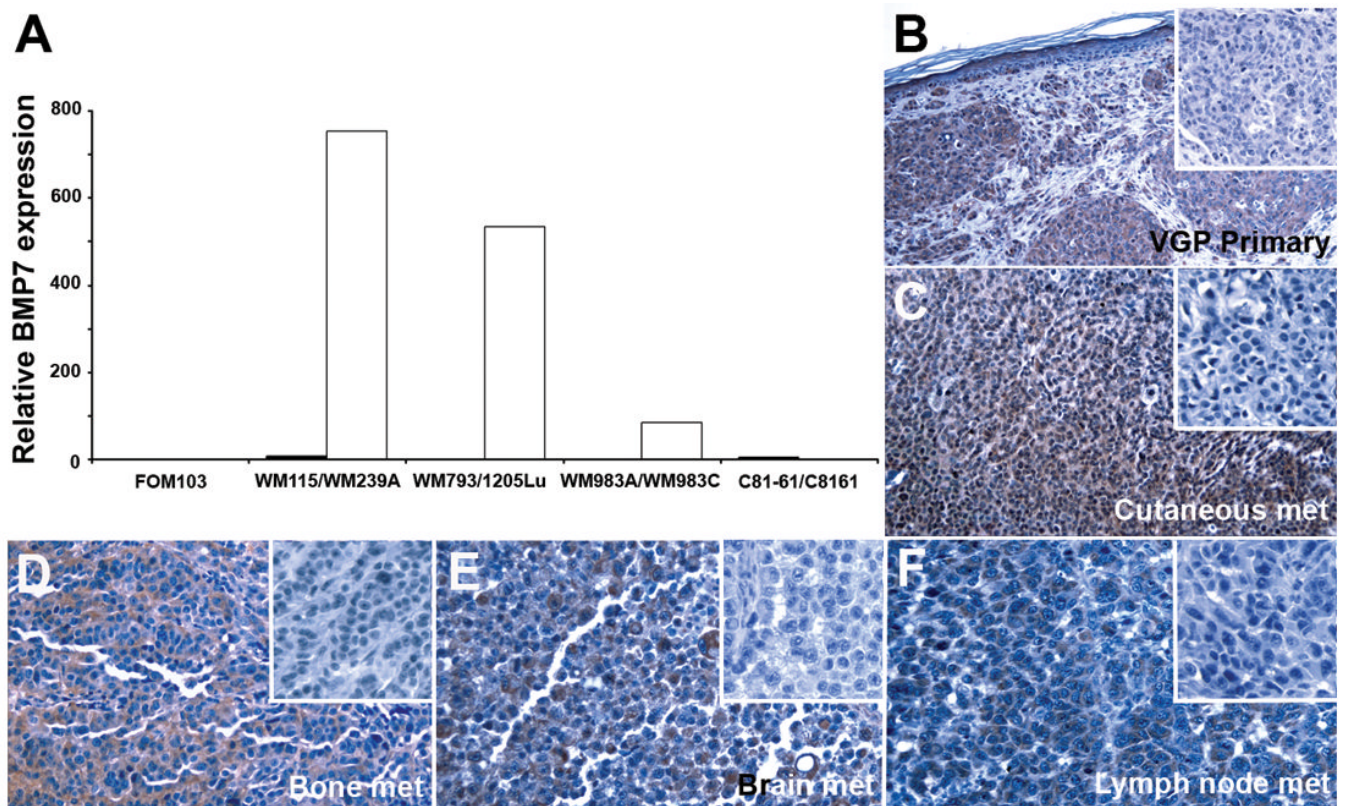 A
Relative BMP7 expression
800
600
400
200
0
FOM103
WM115/WM239A
WM793/1205Lu
WM983A/WM983C
C81-61/C8161
B
VGP Primary
C
Cutaneous met
D
Bone met
E
Brain met
F
Lymph node met